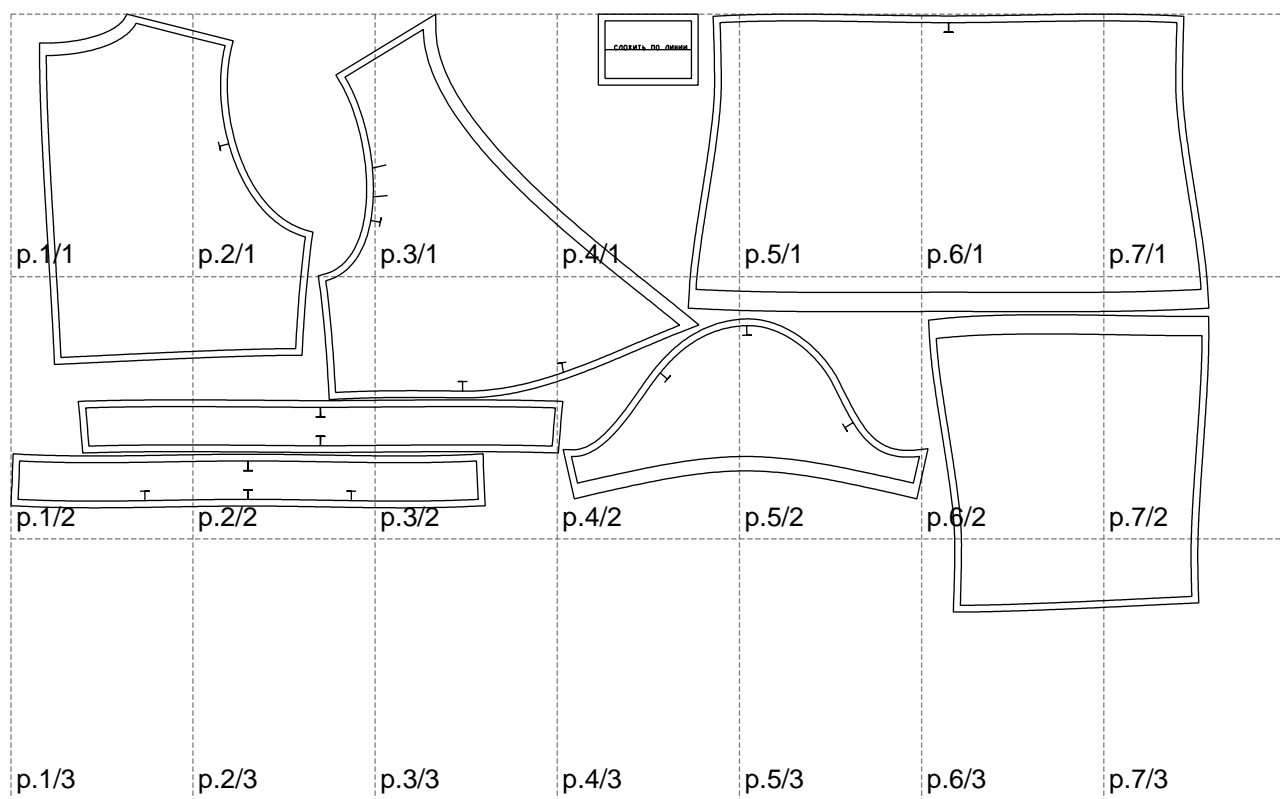 СЛОЖИТЬ ПО ЛИНИИ
p.1/1
p.2/1
p.3/1
p.4/1
p.5/1
p.6/1
p.7/1
p.1/2
p.2/2
p.3/2
p.4/2
p.5/2
p.6/2
p.7/2
p.1/3
p.2/3
p.3/3
p.4/3
p.5/3
p.6/3
p.7/3